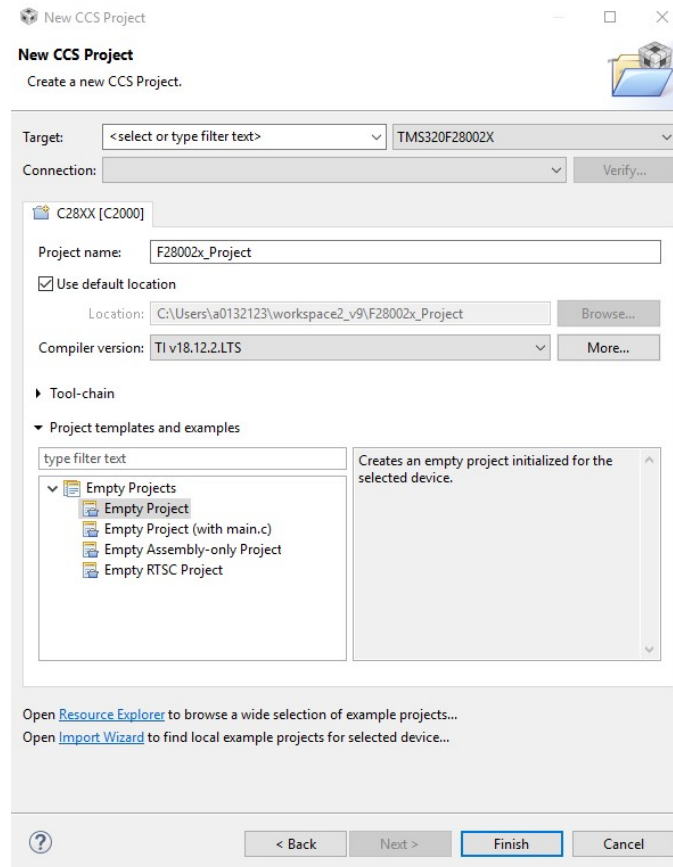 New CCS Project
New CCS Project
Create a new CCS Project.
Target: <select or type filter text> TMS320F28002X
Connection: Verify...
C28XX [C2000]
Project name: F28002x_Project
Use default location
Location: C:\Users\a0132123\workspace2_v9\F28002x_Project Browse...
Compiler version: TI v18.12.2.LTS More...
Tool-chain
Project templates and examples
type filter text
Empty Projects
Empty Project
Empty Project (with main.c)
Empty Assembly-only Project
Empty RTSC Project
Creates an empty project initialized for the
selected device.
Open Resource Explorer to browse a wide selection of example projects...
Open Import Wizard to find local example projects for selected device...
? < Back Next > Finish Cancel